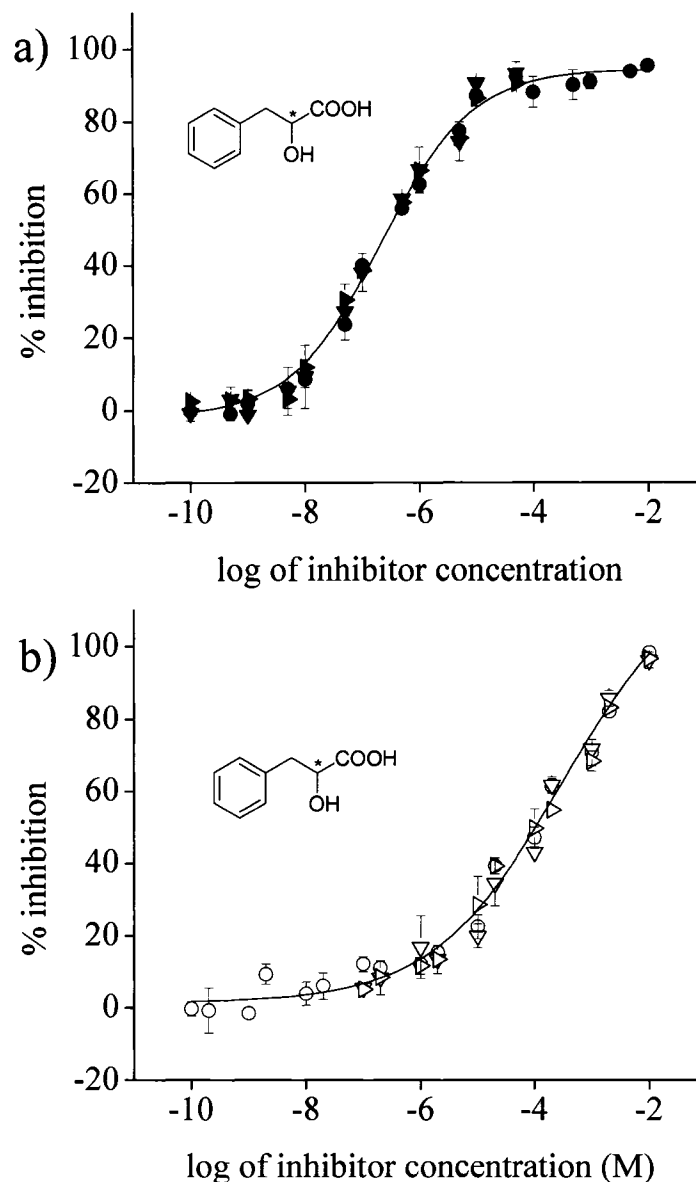 a)
100
80
60
40
20
0
-20
% inhibition
COOH
*
OH
-10 -8 -6 -4 -2
log of inhibitor concentration
b)
100
80
60
40
20
0
-20
% inhibition
COOH
*
OH
-10 -8 -6 -4 -2
log of inhibitor concentration (M)